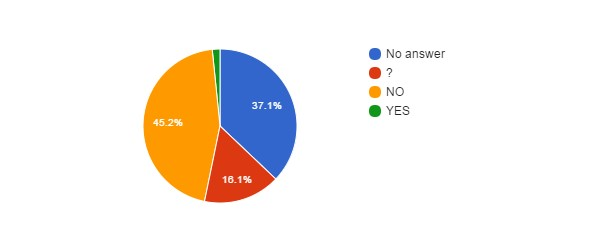 No answer
?
NO
YES
37.1%
45.2%
16.1%